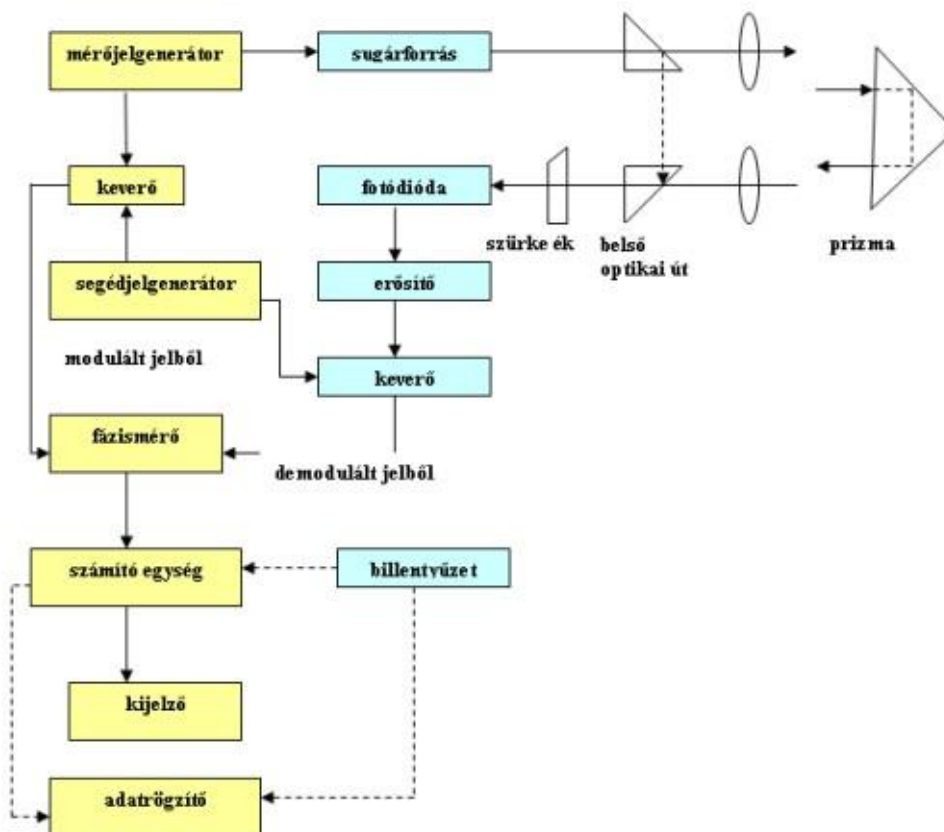 mérőjelgenerátor
sugárforrás
keverő
fotódióda
szürke ék
belső
optikai út
prizma
segédjelgenerátor
erősítő
modulált jelből
keverő
fázismérő
demodulált jelből
számító egység
billentyűzet
kijelző
adatrögzítő